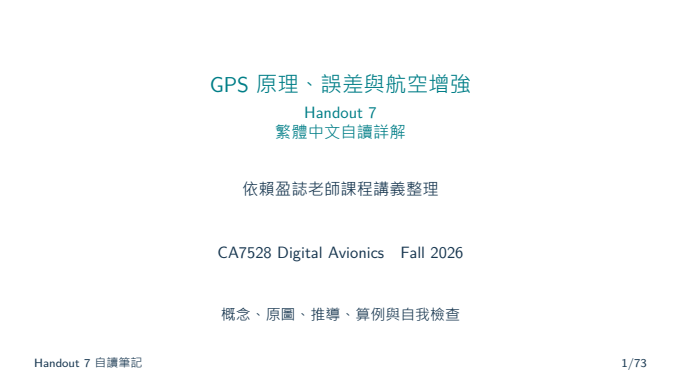 GPS 原理、誤差與航空增強
Handout 7
繁體中文自讀詳解
依賴盈誌老師課程講義整理
CA7528 Digital Avionics Fall 2026
概念、原圖、推導、算例與自我檢查
Handout 7 自讀筆記
1/73